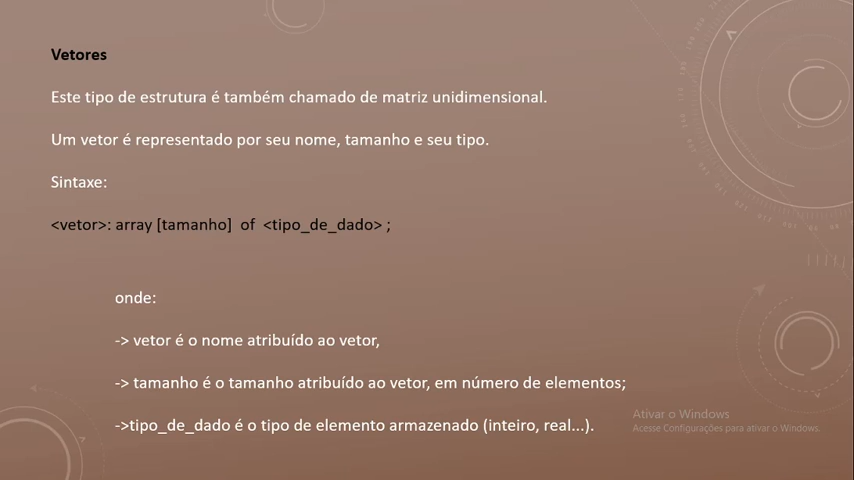 Vetores
Este tipo de estrutura é também chamado de matriz unidimensional.
Um vetor é representado por seu nome, tamanho e seu tipo.
Sintaxe:
<vetor>: array [tamanho]  of  <tipo_de_dado> ;
onde:
-> vetor é o nome atribuído ao vetor,
-> tamanho é o tamanho atribuído ao vetor, em número de elementos;
->tipo_de_dado é o tipo de elemento armazenado (inteiro, real...).
Ativar o Windows
Acesse Configurações para ativar o Windows.